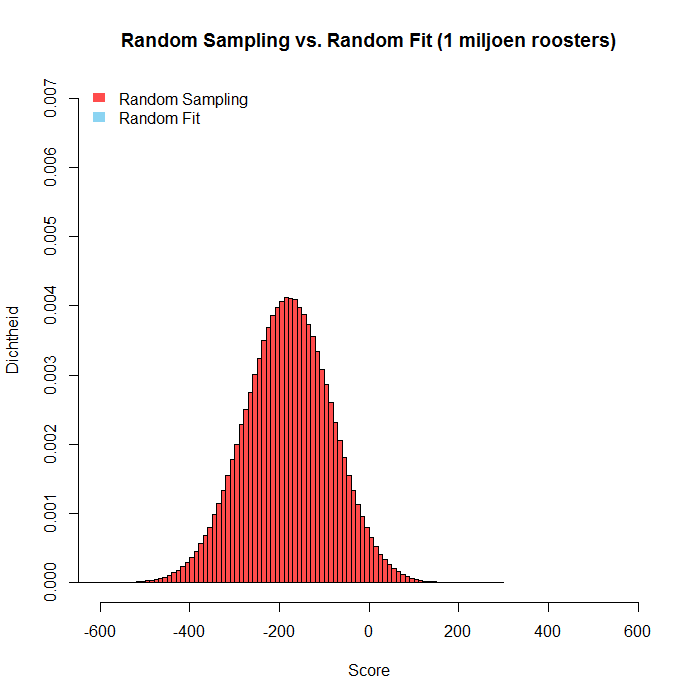 Random Sampling vs. Random Fit (1 miljoen roosters)
Random Sampling
Random Fit
0.007
0.006
0.005
0.004
0.003
0.002
0.001
0.000
Dichtheid
-600 -400 -200 0 200 400 600
Score